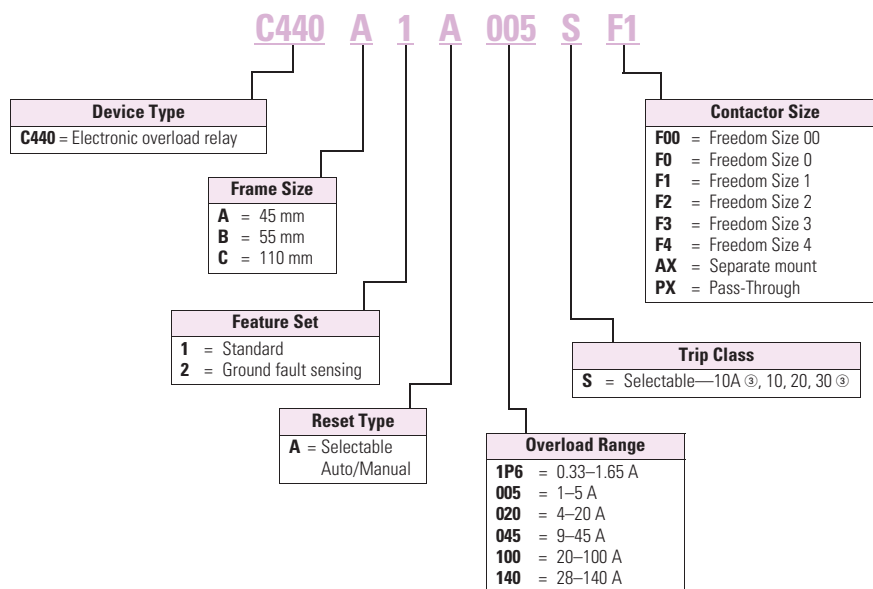 C440 A 1 A 005 S F1
Device Type
C440 = Electronic overload relay
Frame Size
A = 45 mm
B = 55 mm
C = 110 mm
Feature Set
1 = Standard
2 = Ground fault sensing
Reset Type
A = Selectable
Auto/Manual
Overload Range
1P6 = 0.33–1.65 A
005 = 1–5 A
020 = 4–20 A
045 = 9–45 A
100 = 20–100 A
140 = 28–140 A
Trip Class
S = Selectable—10A ③, 10, 20, 30 ③
Contactor Size
F00 = Freedom Size 00
F0 = Freedom Size 0
F1 = Freedom Size 1
F2 = Freedom Size 2
F3 = Freedom Size 3
F4 = Freedom Size 4
AX = Separate mount
PX = Pass-Through